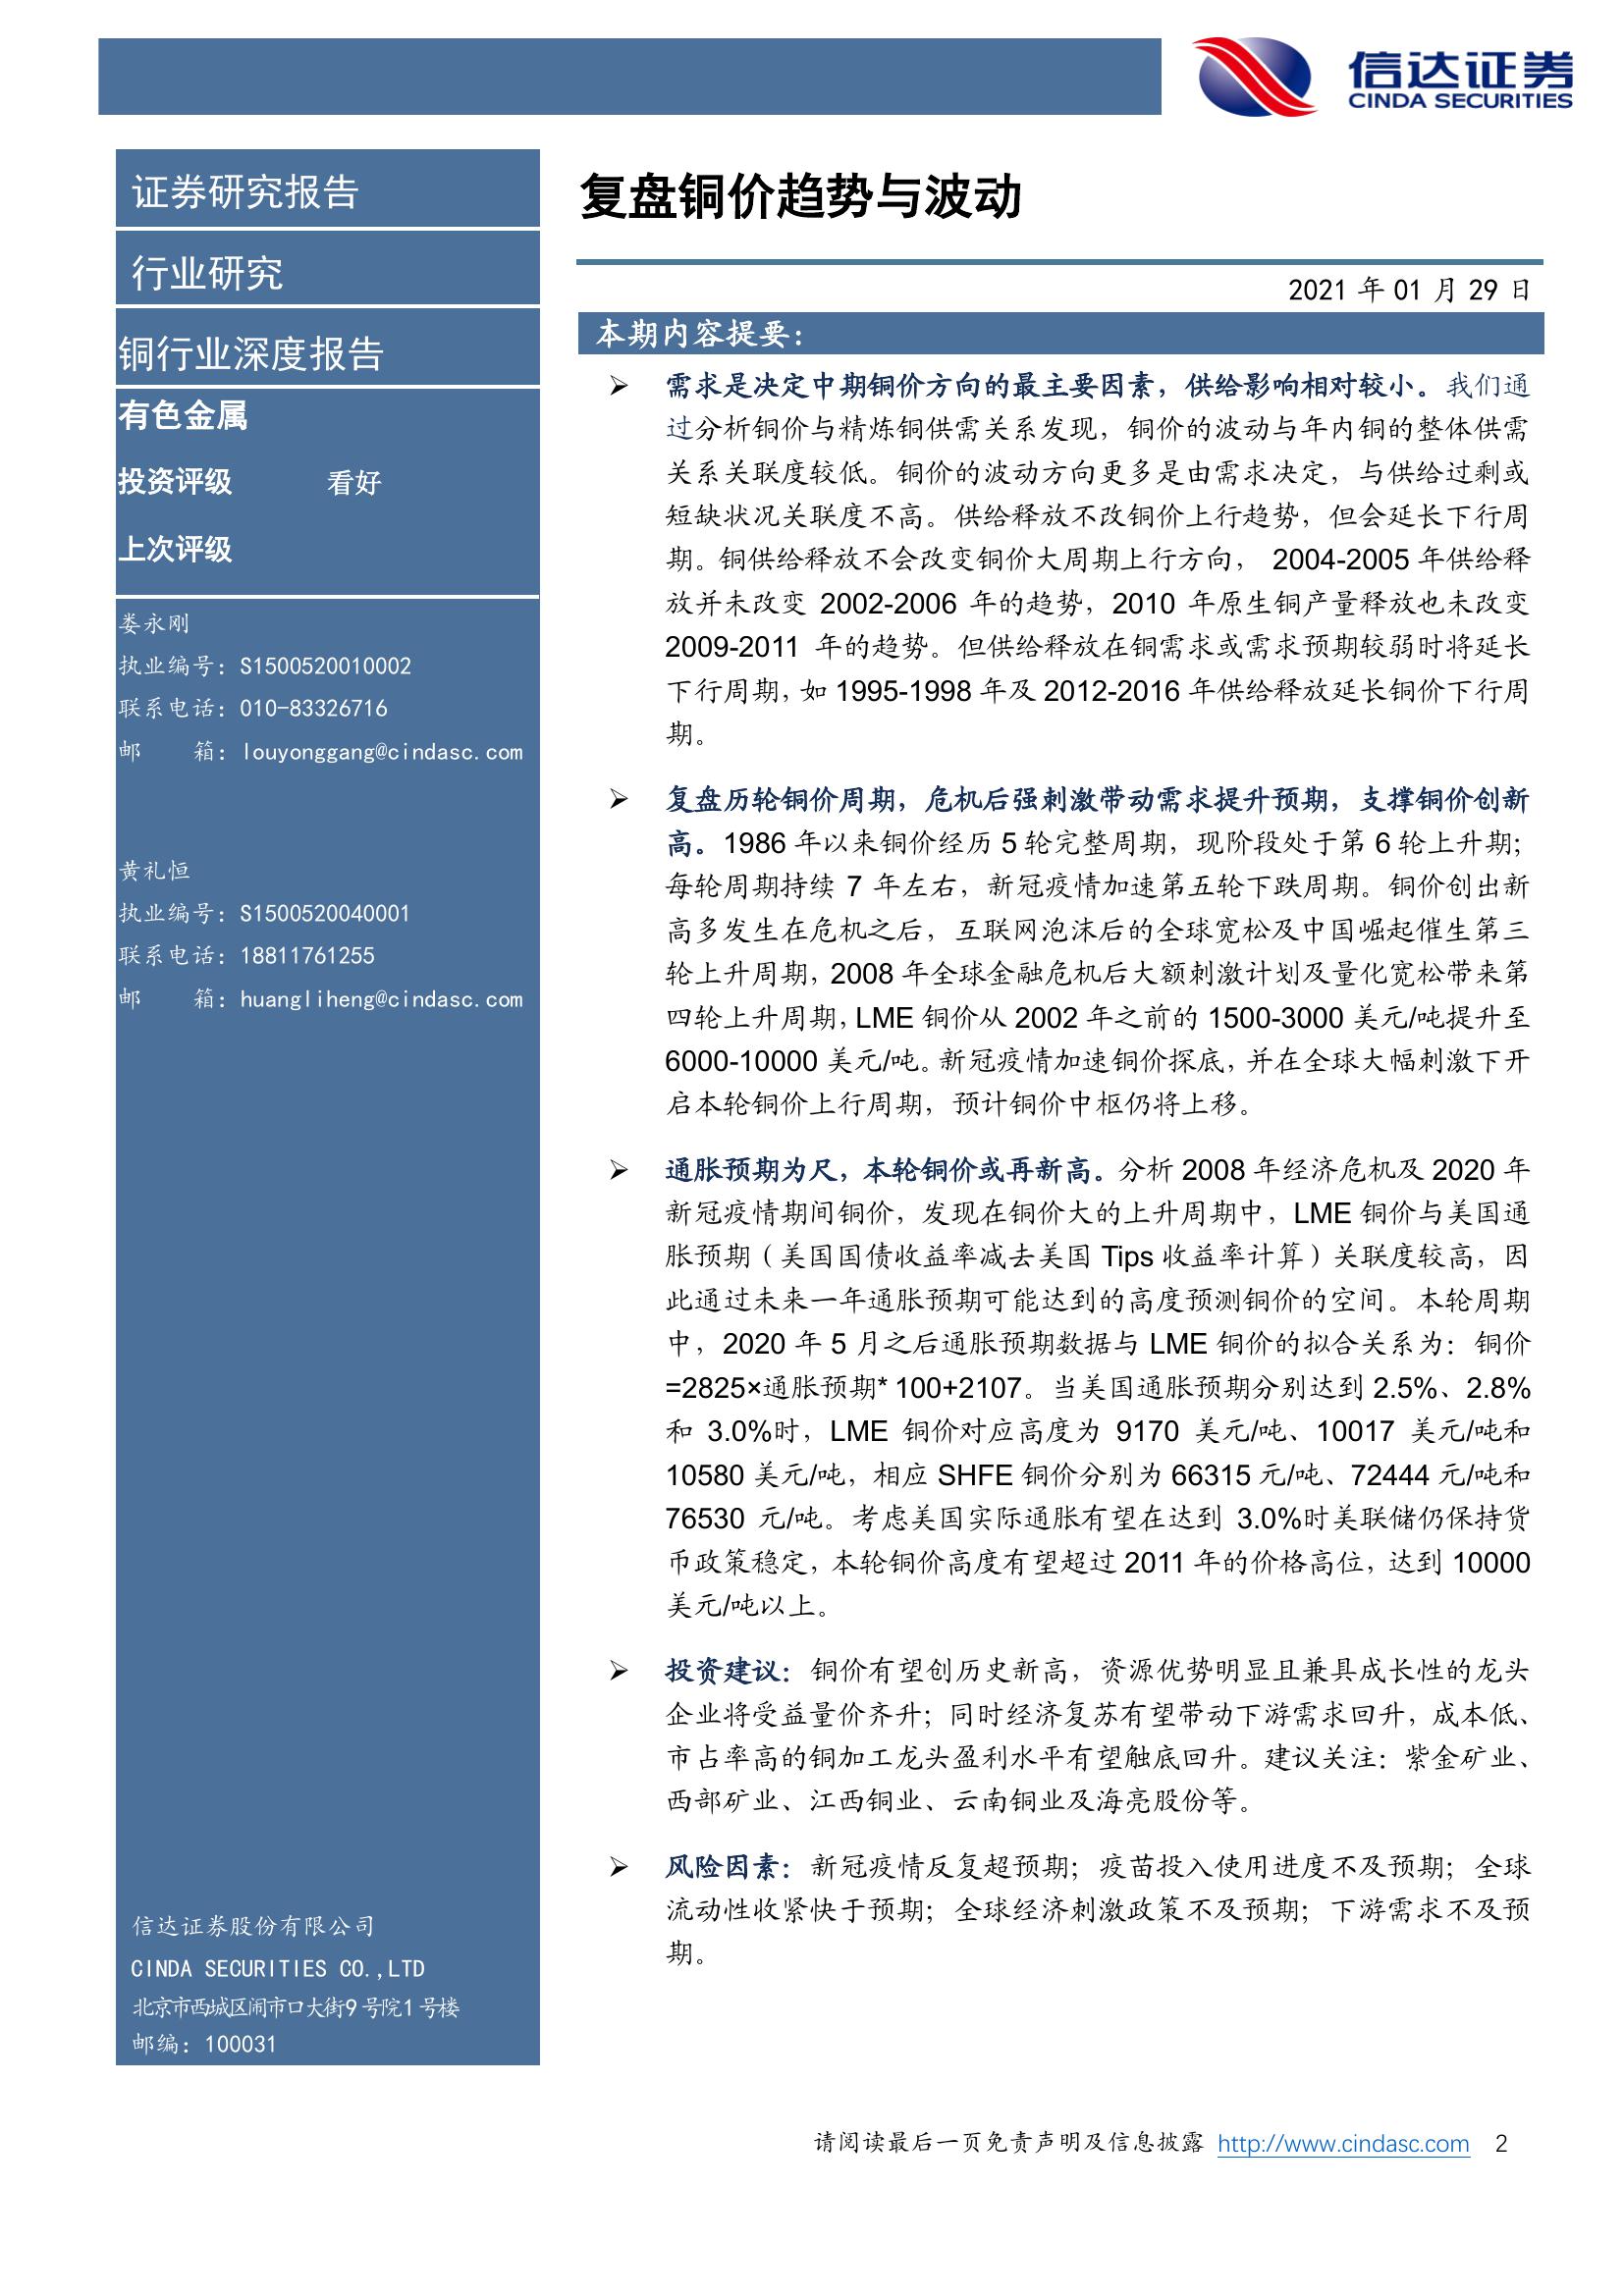 信达证券
CINDA SECURITIES
证券研究报告
行业研究
铜行业深度报告
有色金属
投资评级 看好
上次评级
娄永刚
执业编号：S1500520010002
联系电话：010-83326716
邮 箱：louyonggang@cindasc.com
黄礼恒
执业编号：S1500520040001
联系电话：18811761255
邮 箱：huangliheng@cindasc.com
信达证券股份有限公司
CINDA SECURITIES CO.,LTD
北京市西城区闹市口大街9号院1号楼
邮编：100031
复盘铜价趋势与波动
2021 年 01 月 29 日
本期内容提要：
➢ 需求是决定中期铜价方向的最主要因素，供给影响相对较小。我们通
过分析铜价与精炼铜供需关系发现，铜价的波动与年内铜的整体供需
关系关联度较低。铜价的波动方向更多是由需求决定，与供给过剩或
短缺状况关联度不高。供给释放不改铜价上行趋势，但会延长下行周
期。铜供给释放不会改变铜价大周期上行方向， 2004-2005 年供给释
放并未改变 2002-2006 年的趋势，2010 年原生铜产量释放也未改变
2009-2011 年的趋势。但供给释放在铜需求或需求预期较弱时将延长
下行周期，如 1995-1998 年及 2012-2016 年供给释放延长铜价下行周
期。
➢ 复盘历轮铜价周期，危机后强刺激带动需求提升预期，支撑铜价创新
高。1986 年以来铜价经历 5 轮完整周期，现阶段处于第 6 轮上升期；
每轮周期持续 7 年左右，新冠疫情加速第五轮下跌周期。铜价创出新
高多发生在危机之后，互联网泡沫后的全球宽松及中国崛起催生第三
轮上升周期，2008 年全球金融危机后大额刺激计划及量化宽松带来第
四轮上升周期，LME 铜价从 2002 年之前的 1500-3000 美元/吨提升至
6000-10000 美元/吨。新冠疫情加速铜价探底，并在全球大幅刺激下开
启本轮铜价上行周期，预计铜价中枢仍将上移。
➢ 通胀预期为尺，本轮铜价或再新高。分析 2008 年经济危机及 2020 年
新冠疫情期间铜价，发现在铜价大的上升周期中，LME 铜价与美国通
胀预期（美国国债收益率减去美国 Tips 收益率计算）关联度较高，因
此通过未来一年通胀预期可能达到的高度预测铜价的空间。本轮周期
中，2020 年 5 月之后通胀预期数据与 LME 铜价的拟合关系为：铜价
=2825×通胀预期* 100+2107。当美国通胀预期分别达到 2.5%、2.8%
和 3.0%时，LME 铜价对应高度为 9170 美元/吨、10017 美元/吨和
10580 美元/吨，相应 SHFE 铜价分别为 66315 元/吨、72444 元/吨和
76530 元/吨。考虑美国实际通胀有望在达到 3.0%时美联储仍保持货
币政策稳定，本轮铜价高度有望超过 2011 年的价格高位，达到 10000
美元/吨以上。
➢ 投资建议：铜价有望创历史新高，资源优势明显且兼具成长性的龙头
企业将受益量价齐升；同时经济复苏有望带动下游需求回升，成本低、
市占率高的铜加工龙头盈利水平有望触底回升。建议关注：紫金矿业、
西部矿业、江西铜业、云南铜业及海亮股份等。
➢ 风险因素：新冠疫情反复超预期；疫苗投入使用进度不及预期；全球
流动性收紧快于预期；全球经济刺激政策不及预期；下游需求不及预
期。
请阅读最后一页免责声明及信息披露 http://www.cindasc.com 2